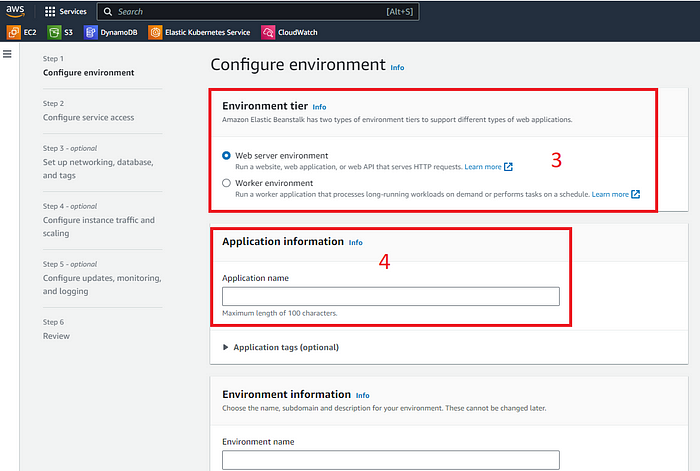 aws
Services
Search
[Alt+S]
EC2
S3
DynamoDB
Elastic Kubernetes Service
CloudWatch
Step 1
Configure environment
Step 2
Configure service access
Step 3 - optional
Set up networking, database,
and tags
Step 4 - optional
Configure instance traffic and
scaling
Step 5 - optional
Configure updates, monitoring,
and logging
Step 6
Review
Configure environment Info
Environment tier Info
Amazon Elastic Beanstalk has two types of environment tiers to support different types of web applications.
Web server environment
Run a website, web application, or web API that serves HTTP requests. Learn more
3
Worker environment
Run a worker application that processes long-running workloads on demand or performs tasks on a schedule. Learn more
Application information Info
4
Application name
Maximum length of 100 characters.
Application tags (optional)
Environment information Info
Choose the name, subdomain and description for your environment. These cannot be changed later.
Environment name